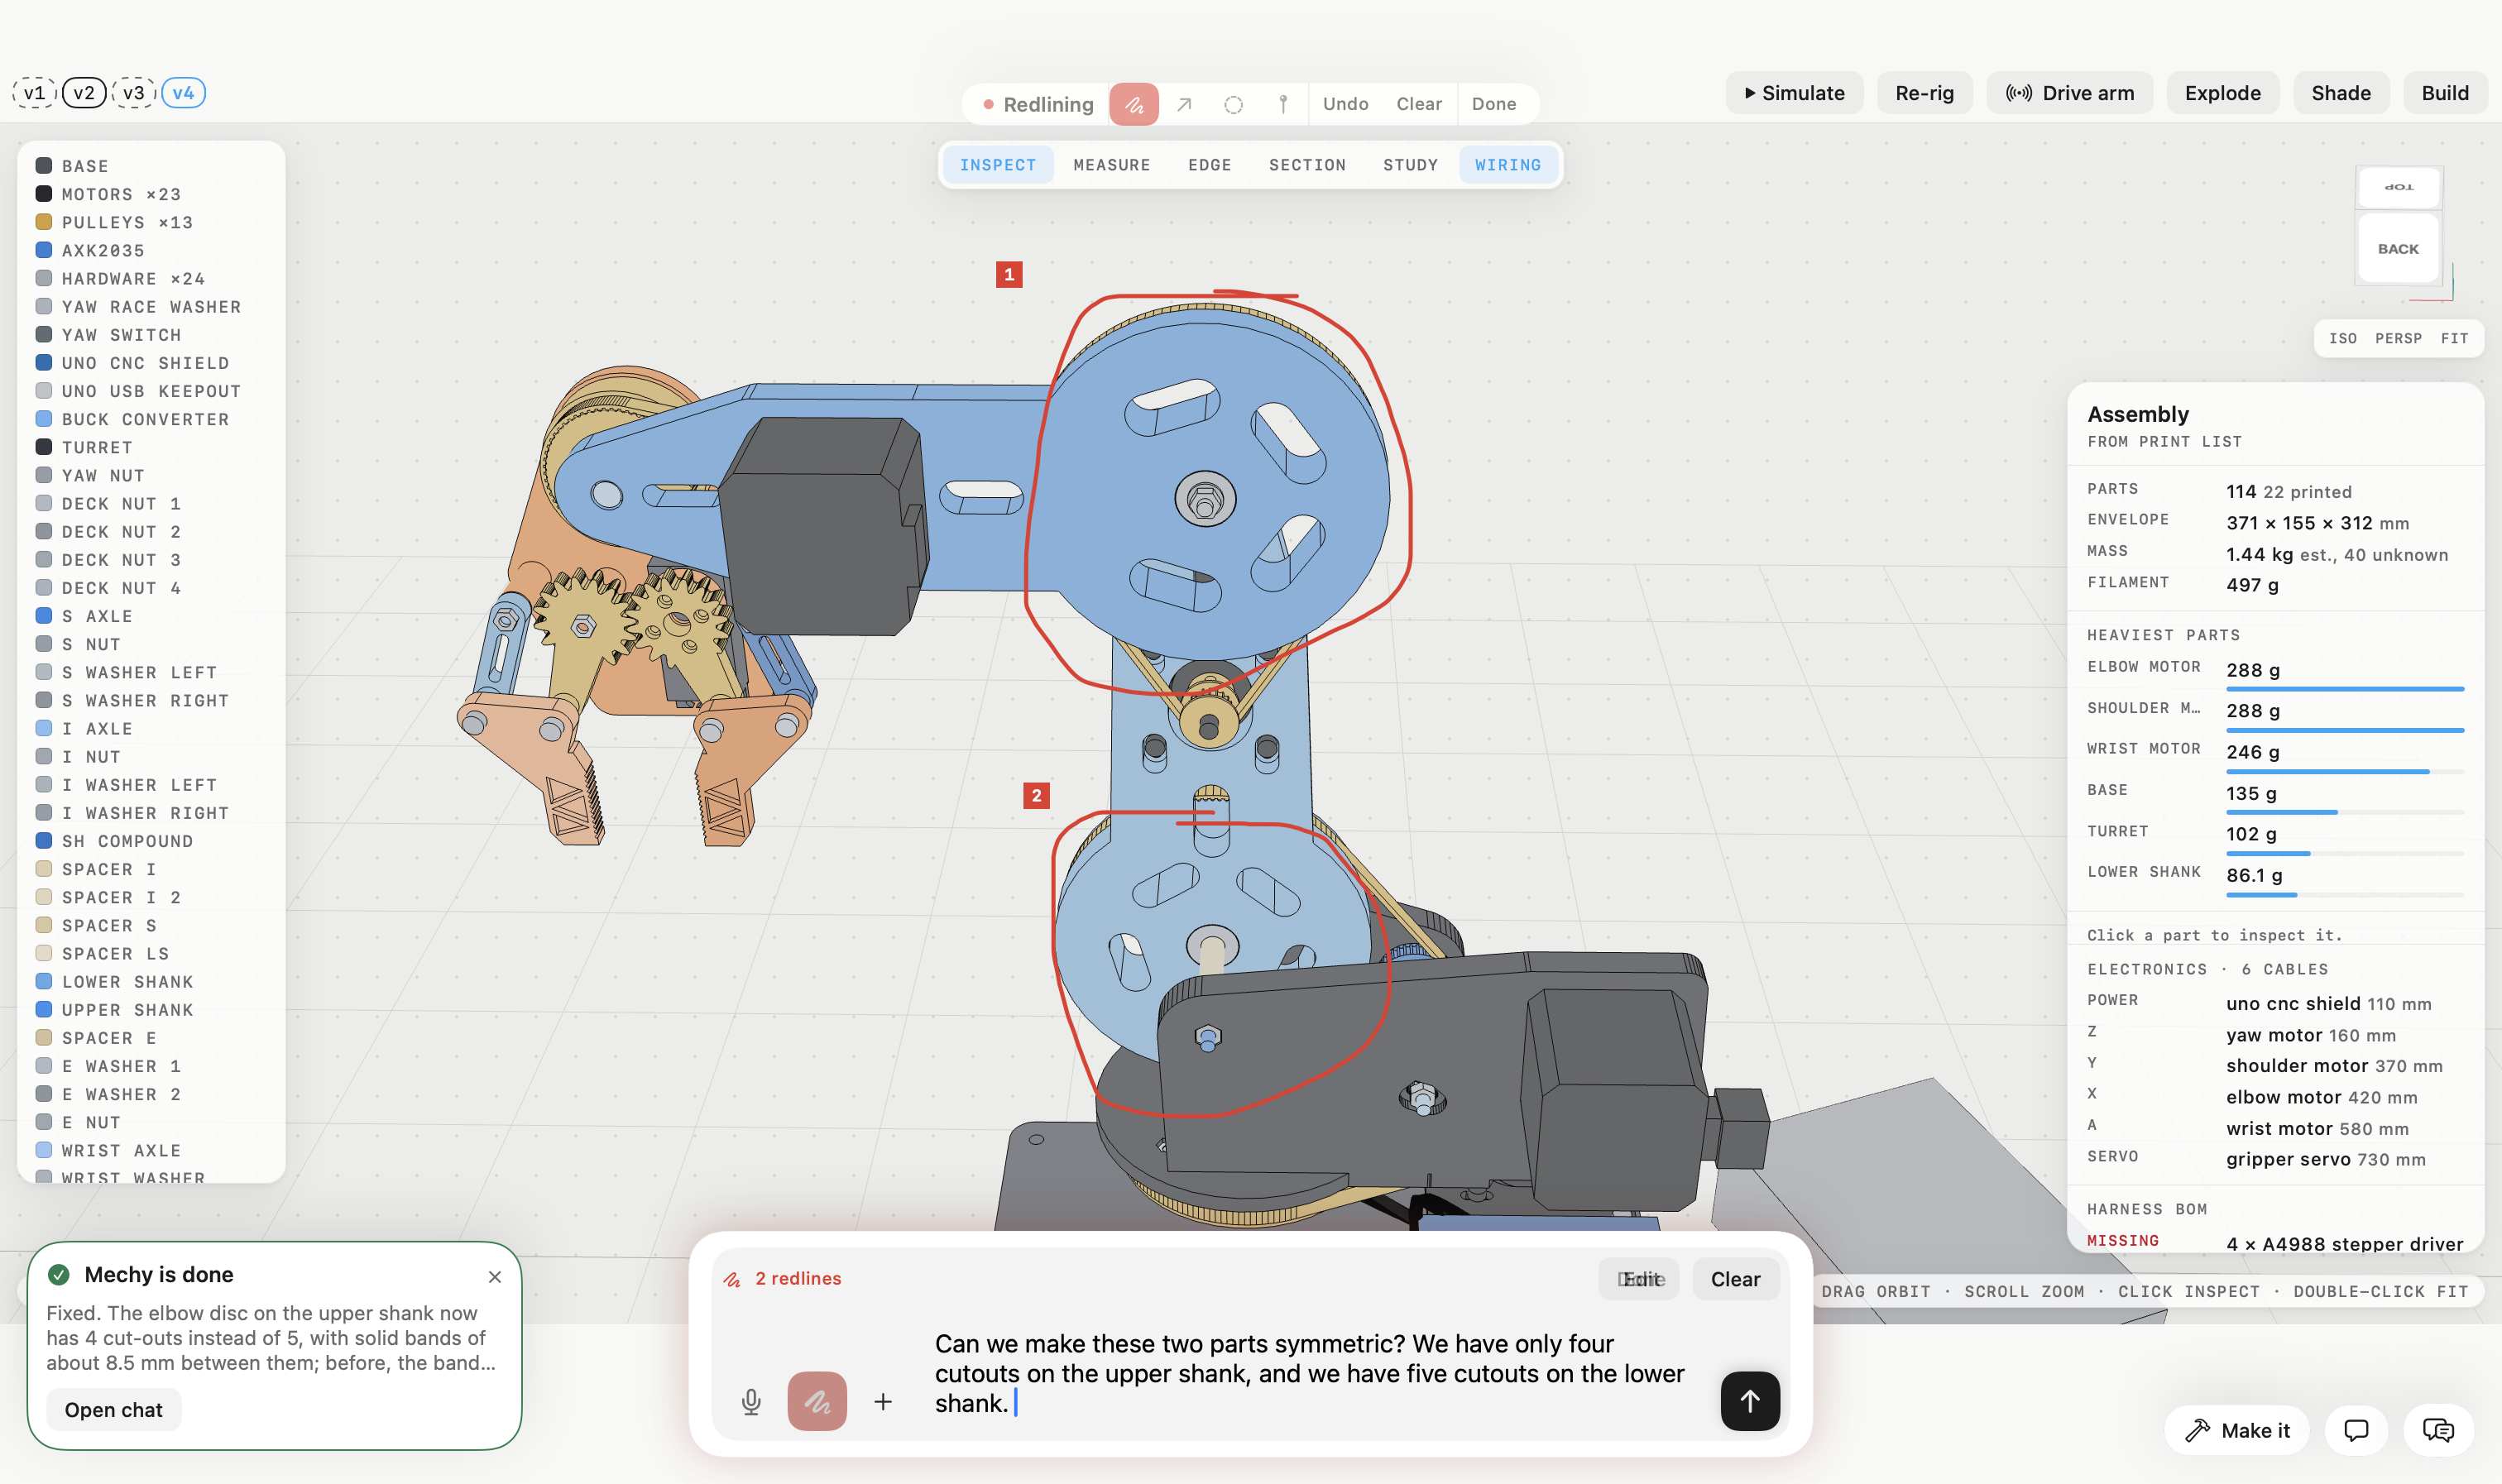 v1 v2 v3 v4
Redlining Undo Clear Done
Simulate Re-rig Drive arm Explode Shade Build
INSPECT MEASURE EDGE SECTION STUDY WIRING
BASE
MOTORS ×23
PULLEYS ×13
AXK2035
HARDWARE ×24
YAW RACE WASHER
YAW SWITCH
UNO CNC SHIELD
UNO USB KEEPOUT
BUCK CONVERTER
TURRET
YAW NUT
DECK NUT 1
DECK NUT 2
DECK NUT 3
DECK NUT 4
S AXLE
S NUT
S WASHER LEFT
S WASHER RIGHT
I AXLE
I NUT
I WASHER LEFT
I WASHER RIGHT
SH COMPOUND
SPACER I
SPACER I 2
SPACER S
SPACER LS
LOWER SHANK
UPPER SHANK
SPACER E
E WASHER 1
E WASHER 2
E NUT
WRIST AXLE
WRIST WASHER
1
2
TOP
BACK
ISO PERSP FIT
Assembly
FROM PRINT LIST
PARTS 114 22 printed
ENVELOPE 371 × 155 × 312 mm
MASS 1.44 kg est., 40 unknown
FILAMENT 497 g
HEAVIEST PARTS
ELBOW MOTOR 288 g
SHOULDER M… 288 g
WRIST MOTOR 246 g
BASE 135 g
TURRET 102 g
LOWER SHANK 86.1 g
Click a part to inspect it.
ELECTRONICS · 6 CABLES
POWER uno cnc shield 110 mm
Z yaw motor 160 mm
Y shoulder motor 370 mm
X elbow motor 420 mm
A wrist motor 580 mm
SERVO gripper servo 730 mm
HARNESS BOM
MISSING 4 × A4988 stepper driver
Mechy is done
Fixed. The elbow disc on the upper shank now
has 4 cut-outs instead of 5, with solid bands of
about 8.5 mm between them; before, the band...
Open chat
2 redlines Edit Clear
Can we make these two parts symmetric? We have only four
cutouts on the upper shank, and we have five cutouts on the lower
shank.
DRAG ORBIT · SCROLL ZOOM · CLICK INSPECT · DOUBLE-CLICK FIT
Make it